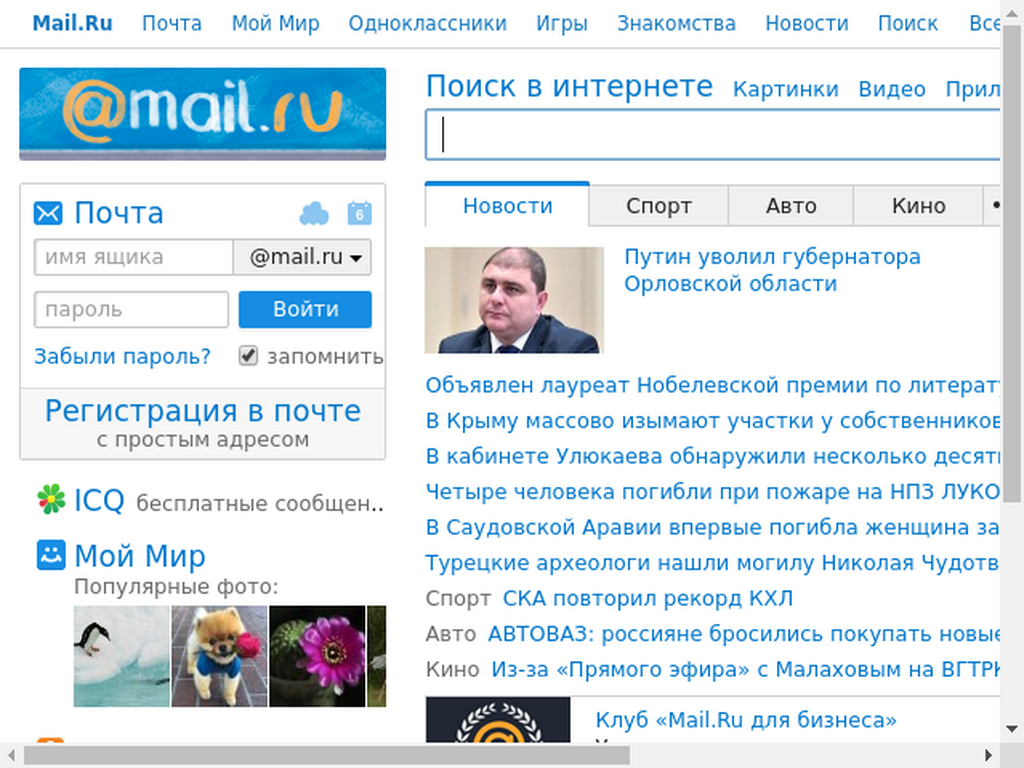 Mail.Ru Почта Мой Мир Одноклассники Игры Знакомства Новости Поиск Все
@mail.ru
Поиск в интернете Картинки Видео Прил
Почта 6
имя ящика @mail.ru
пароль Войти
Забыли пароль? запомнить
Регистрация в почте
с простым адресом
ICQ бесплатные сообщен..
Мой Мир
Популярные фото:
Новости Спорт Авто Кино
Путин уволил губернатора
Орловской области
Объявлен лауреат Нобелевской премии по литерат
В Крыму массово изымают участки у собственников
В кабинете Улюкаева обнаружили несколько десят
Четыре человека погибли при пожаре на НПЗ ЛУКО
В Саудовской Аравии впервые погибла женщина за
Турецкие археологи нашли могилу Николая Чудотв
Спорт СКА повторил рекорд КХЛ
Авто АВТОВАЗ: россияне бросились покупать новые
Кино Из-за «Прямого эфира» с Малаховым на ВГТРК
Клуб «Mail.Ru для бизнеса»